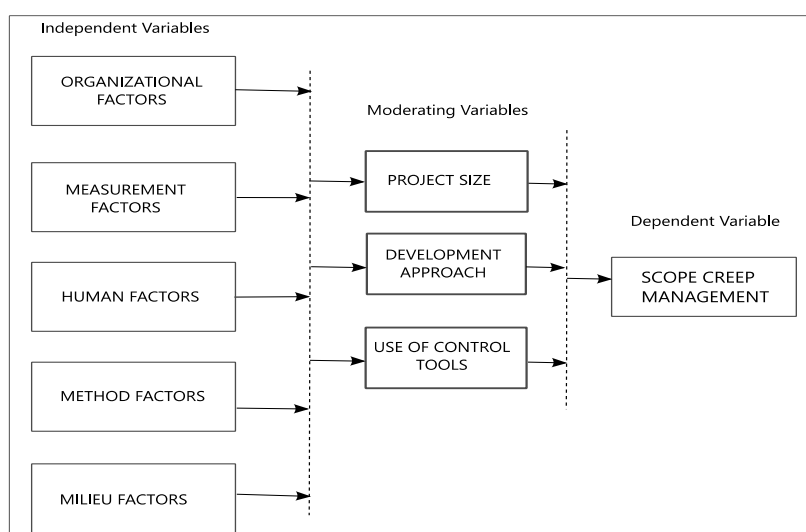 Independent Variables
ORGANIZATIONAL
FACTORS
MEASUREMENT
FACTORS
HUMAN FACTORS
METHOD FACTORS
MILIEU FACTORS
Moderating Variables
PROJECT SIZE
DEVELOPMENT
APPROACH
USE OF CONTROL
TOOLS
Dependent Variable
SCOPE CREEP
MANAGEMENT